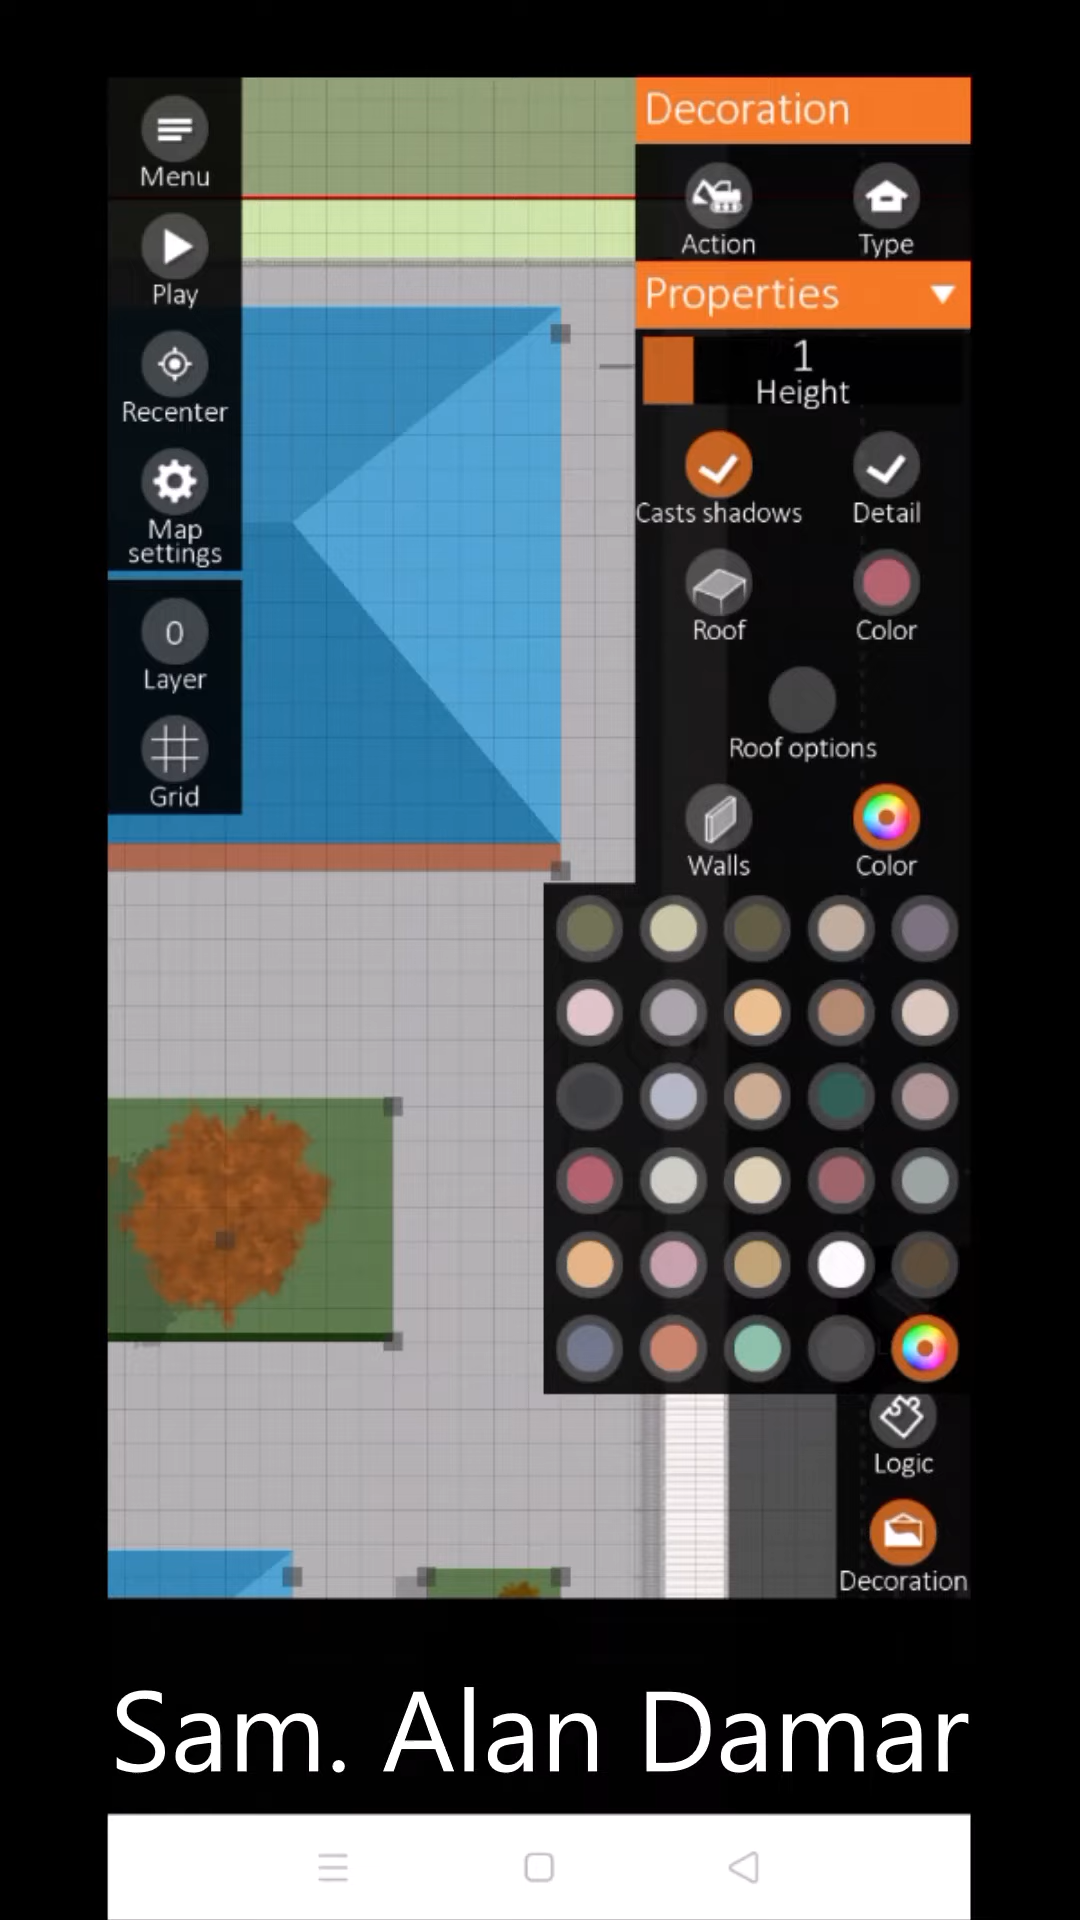 Menu
Play
Recenter
Map
settings
0
Layer
Grid
Decoration
Action
Type
Properties
1
Height
Casts shadows
Detail
Roof
Color
Roof options
Walls
Color
Logic
Decoration
Sam. Alan Damar